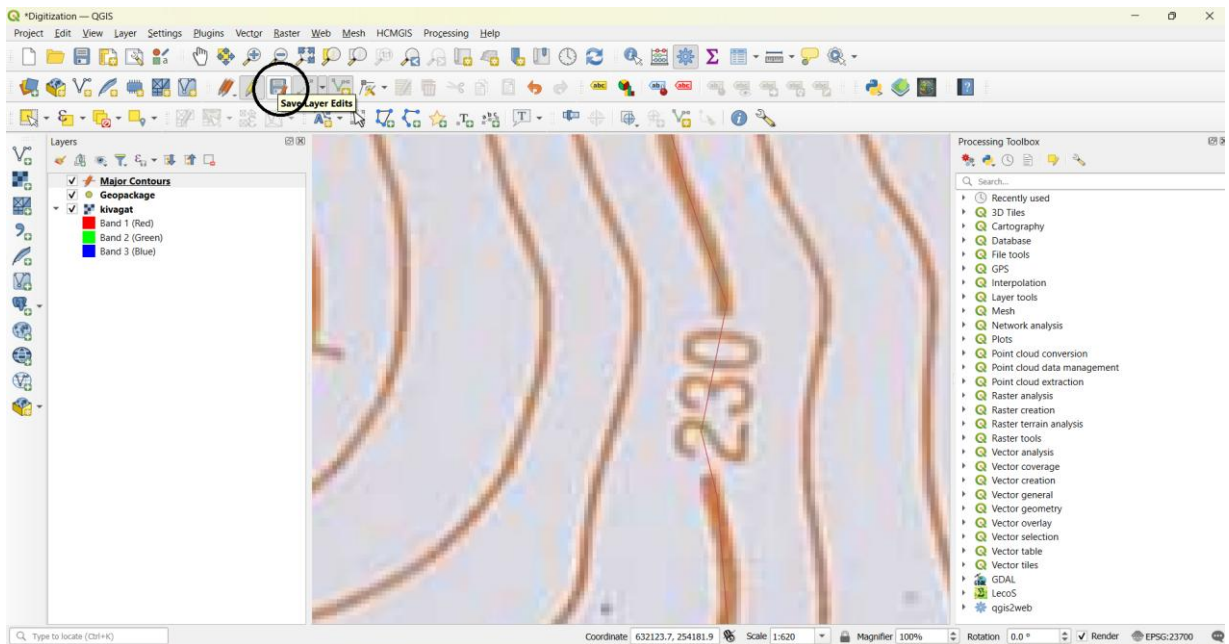 *Digitization — QGIS
Project Edit View Layer Settings Plugins Vector Raster Web Mesh HCMGIS Processing Help
Save Layer Edits
Layers
Major Contours
Geopackage
kivagat
Band 1 (Red)
Band 2 (Green)
Band 3 (Blue)
230
Processing Toolbox
Search...
Recently used
3D Tiles
Cartography
Database
File tools
GPS
Interpolation
Layer tools
Mesh
Network analysis
Plots
Point cloud conversion
Point cloud data management
Point cloud extraction
Raster analysis
Raster creation
Raster terrain analysis
Raster tools
Vector analysis
Vector coverage
Vector creation
Vector general
Vector geometry
Vector overlay
Vector selection
Vector table
Vector tiles
GDAL
LecoS
qgis2web
Type to locate (Ctrl+K) Coordinate 632123.7, 254181.9 Scale 1:620 Magnifier 100% Rotation 0.0 ° Render EPSG:23700